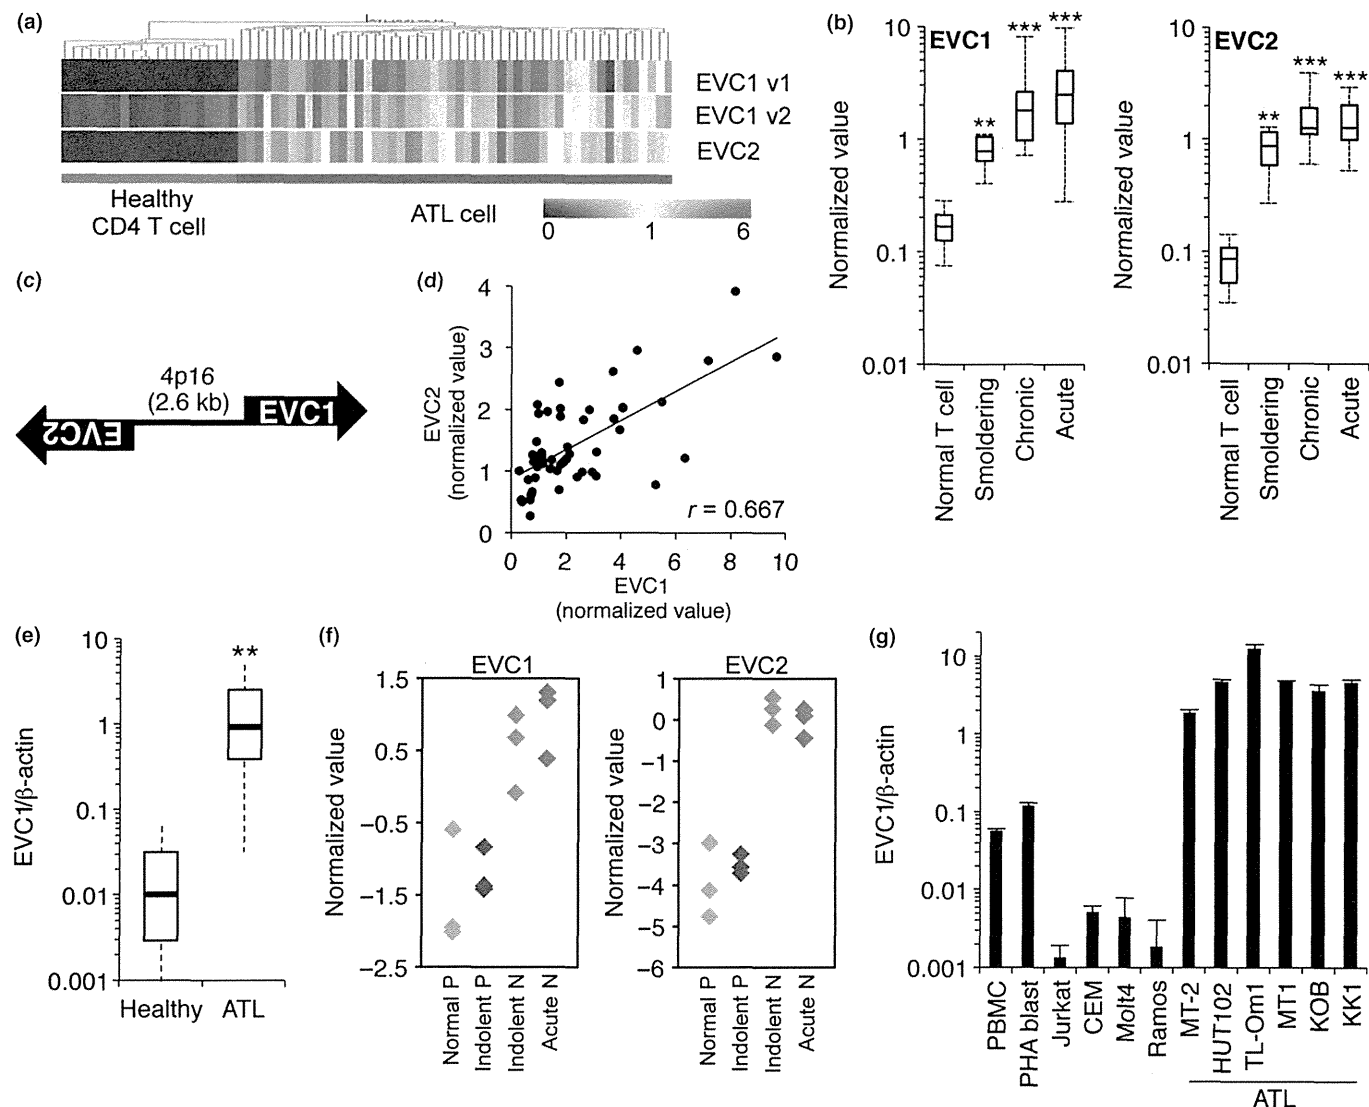 (a)
EVC1 v1
EVC1 v2
EVC2
Healthy
CD4 T cell
ATL cell
0 1 6
(b)
EVC1
Normalized value
10
1
0.1
0.01
**
***
***
Normal T cell
Smoldering
Chronic
Acute
EVC2
Normalized value
10
1
0.1
0.01
**
***
***
Normal T cell
Smoldering
Chronic
Acute
(c)
4p16
(2.6 kb)
EVC2
EVC1
(d)
EVC2
(normalized value)
4
3
2
1
0
r = 0.667
0 2 4 6 8 10
EVC1
(normalized value)
(e)
EVC1/β-actin
10
1
0.1
0.01
0.001
**
Healthy ATL
(f)
EVC1
Normalized value
1.5
0.5
−0.5
−1.5
−2.5
Normal P
Indolent P
Indolent N
Acute N
EVC2
Normalized value
1
0
−1
−2
−3
−4
−5
−6
Normal P
Indolent P
Indolent N
Acute N
(g)
EVC1/β-actin
10
1
0.1
0.01
0.001
PBMC
PHA blast
Jurkat
CEM
Molt4
Ramos
MT-2
HUT102
TL-Om1
MT1
KOB
KK1
ATL